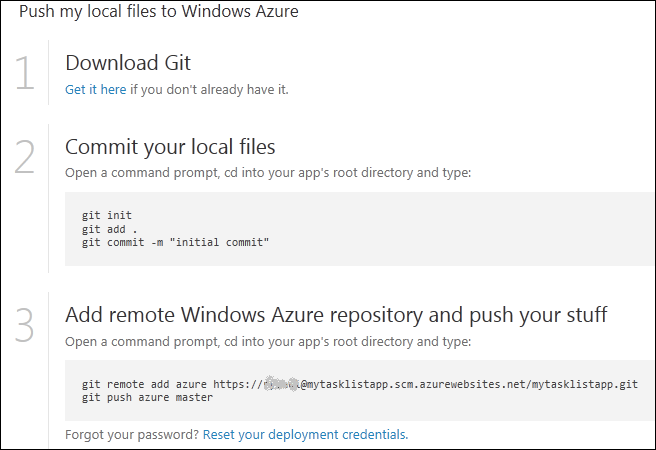 Push my local files to Windows Azure
1
Download Git
Get it here if you don't already have it.
2
Commit your local files
Open a command prompt, cd into your app's root directory and type:
git init
git add .
git commit -m "initial commit"
3
Add remote Windows Azure repository and push your stuff
Open a command prompt, cd into your app's root directory and type:
git remote add azure https://@mytasklistapp.scm.azurewebsites.net/mytasklistapp.git
git push azure master
Forgot your password? Reset your deployment credentials.